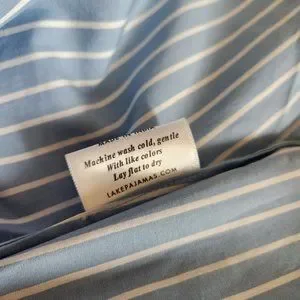 Machine wash cold, gentle
With like colors
Lay flat to dry
LAKEPAJAMAS.COM